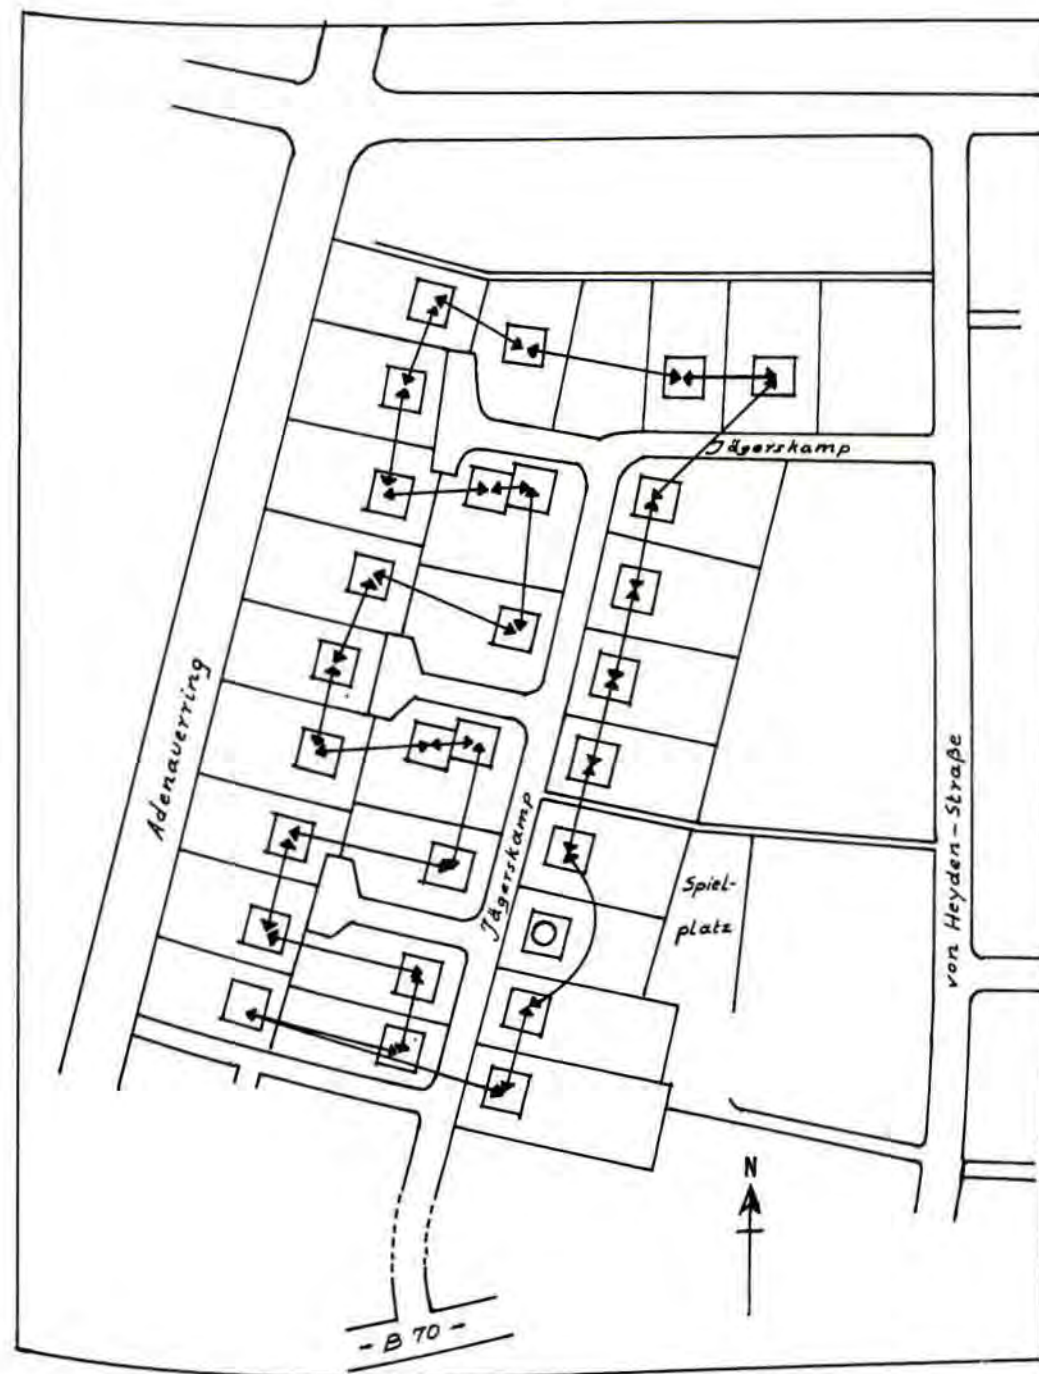 Jägerskamp
Adenauerring
Jägerskamp
von Heyden-Straße
Spiel-
platz
N
- B 70 -